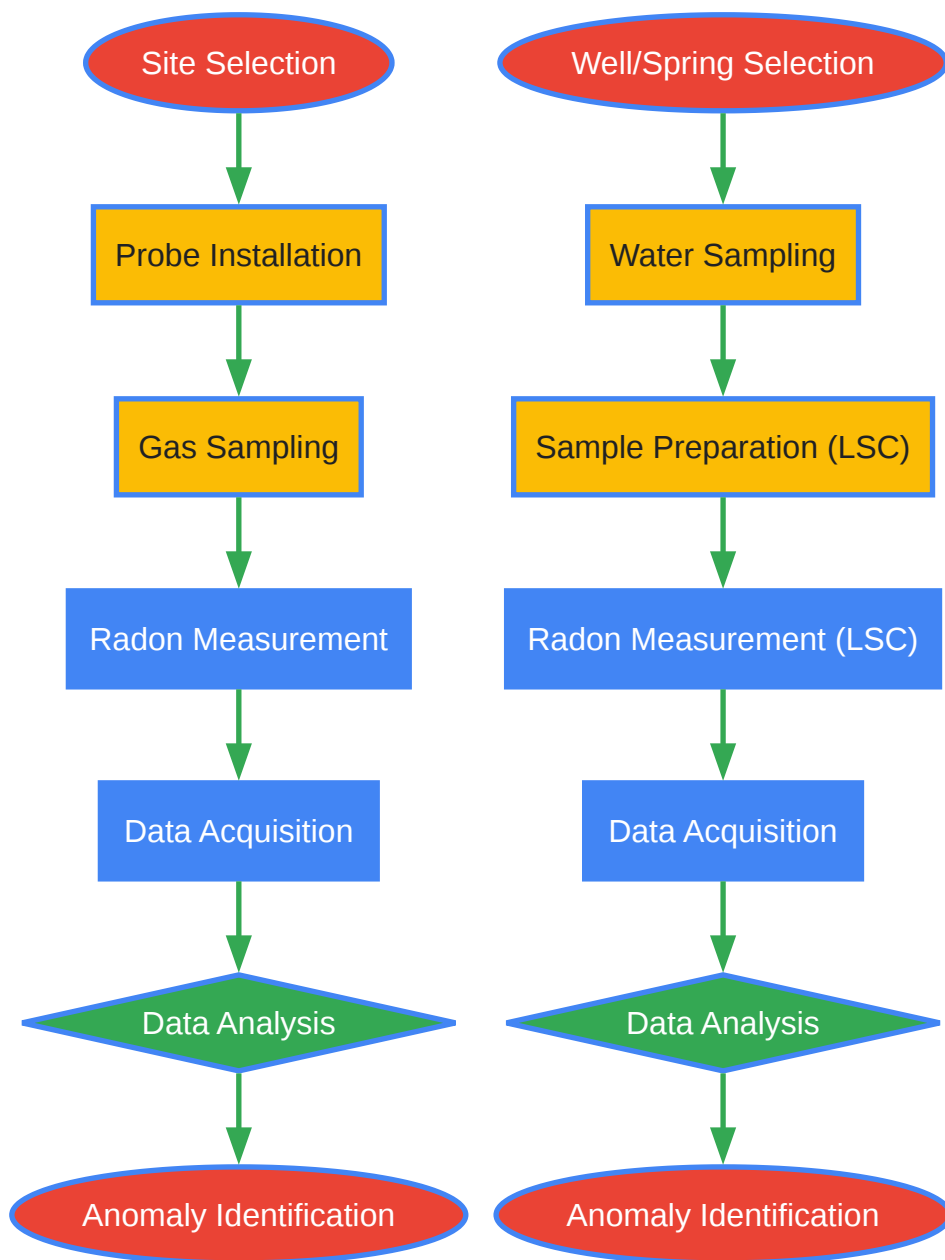 Site Selection
Probe Installation
Gas Sampling
Radon Measurement
Data Acquisition
Data Analysis
Anomaly Identification
Well/Spring Selection
Water Sampling
Sample Preparation (LSC)
Radon Measurement (LSC)
Data Acquisition
Data Analysis
Anomaly Identification